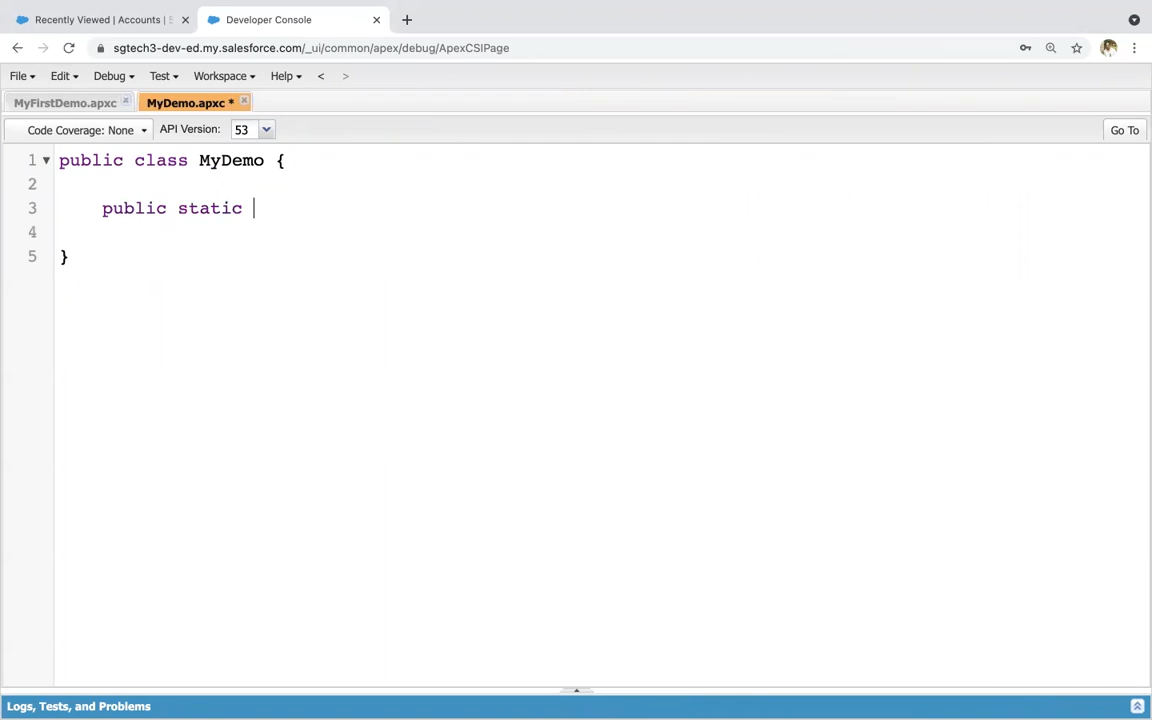 Recently Viewed | Accounts | S
Developer Console
sgtech3-dev-ed.my.salesforce.com/_ui/common/apex/debug/ApexCSIPage
File Edit Debug Test Workspace Help < >
MyFirstDemo.apxc MyDemo.apxc *
Code Coverage: None API Version: 53 Go To
1 public class MyDemo {
2
3 public static
4
5 }
Logs, Tests, and Problems